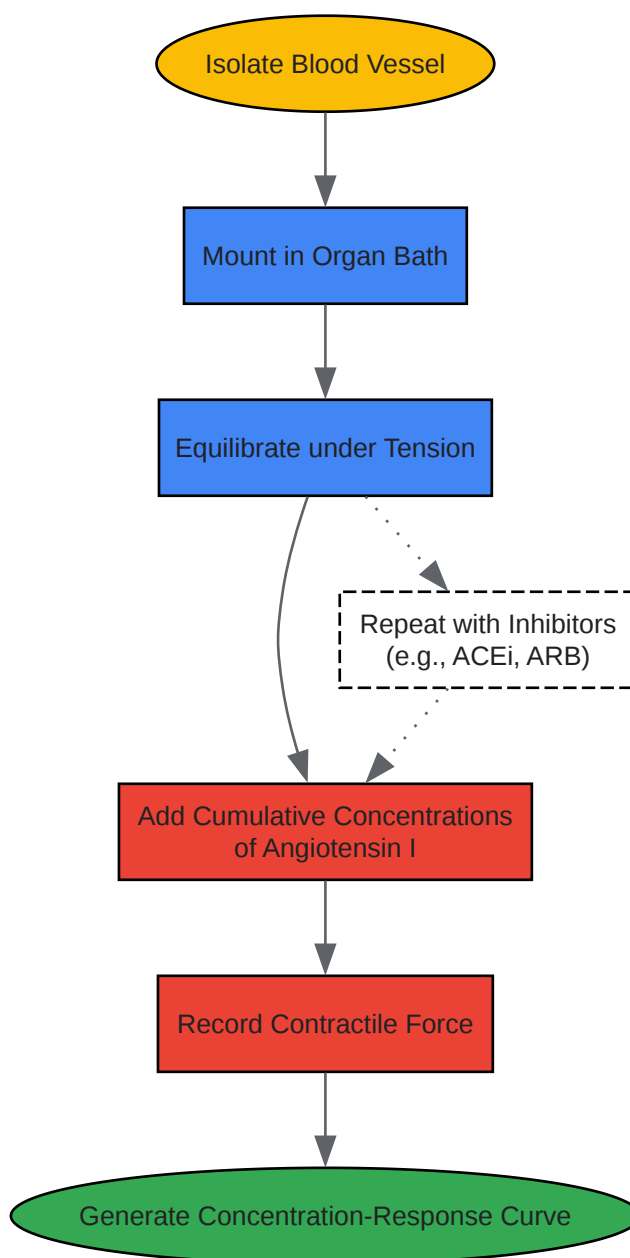 Isolate Blood Vessel
Mount in Organ Bath
Equilibrate under Tension
Repeat with Inhibitors
(e.g., ACEi, ARB)
Add Cumulative Concentrations
of Angiotensin I
Record Contractile Force
Generate Concentration-Response Curve